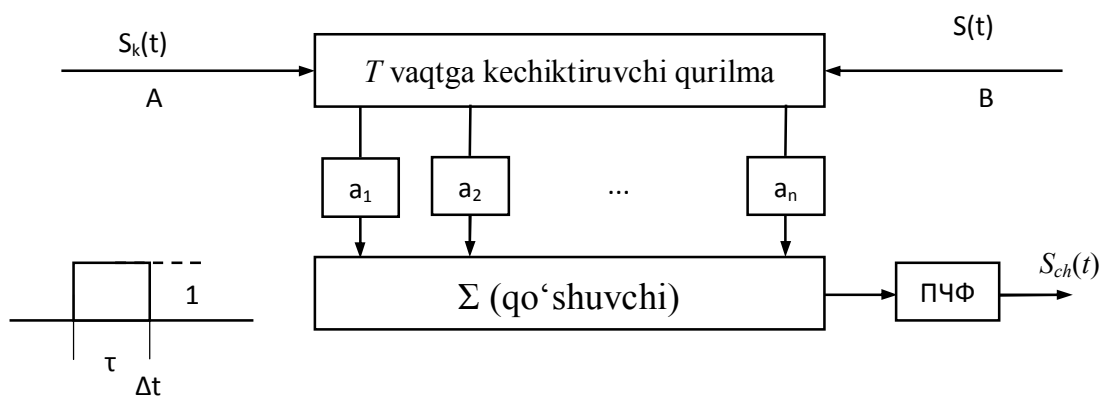 Sₖ(t)
S(t)
T vaqtga kechiktiruvchi qurilma
A
B
a₁
a₂
...
aₙ
1
Σ (qo‘shuvchi)
ПЧФ
S_ch(t)
τ
Δt